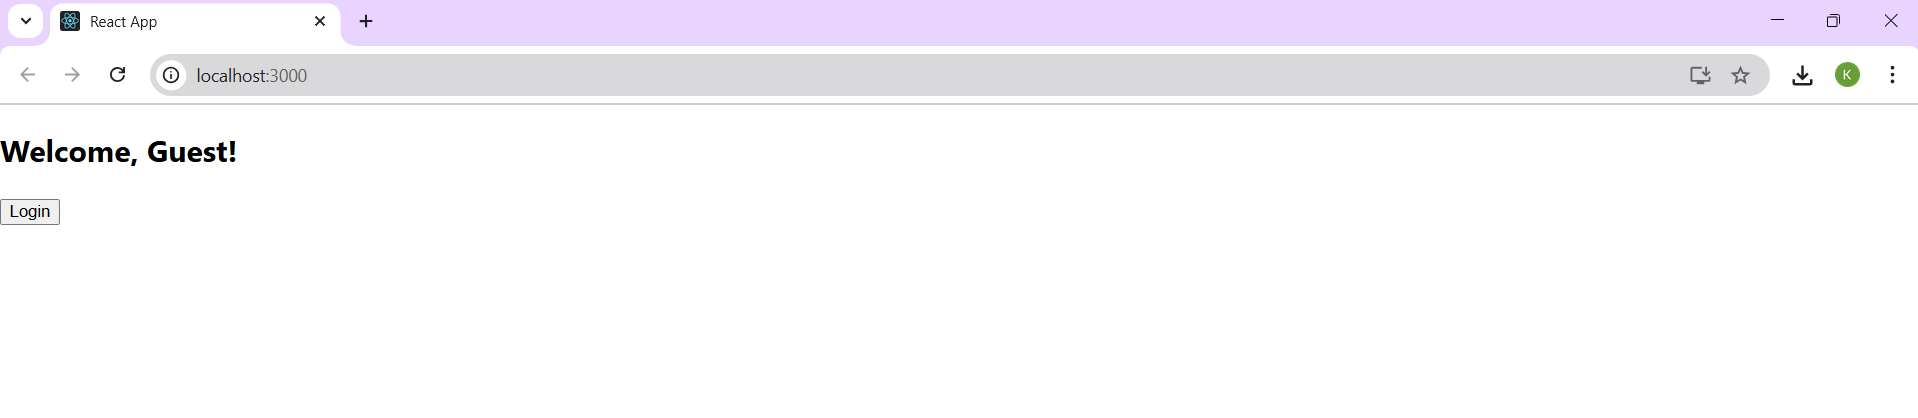 React App
localhost:3000
K
Welcome, Guest!
Login